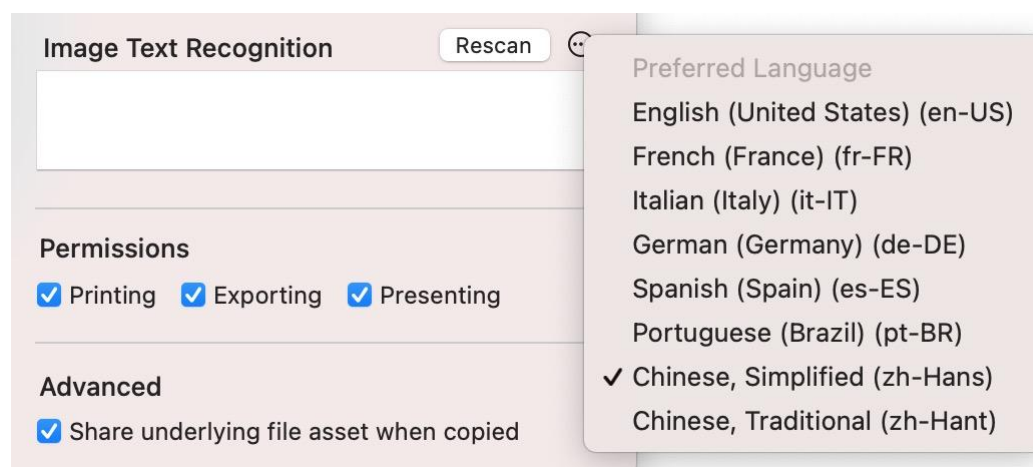 Image Text Recognition
Rescan
Permissions
Printing Exporting Presenting
Advanced
Share underlying file asset when copied
Preferred Language
English (United States) (en-US)
French (France) (fr-FR)
Italian (Italy) (it-IT)
German (Germany) (de-DE)
Spanish (Spain) (es-ES)
Portuguese (Brazil) (pt-BR)
Chinese, Simplified (zh-Hans)
Chinese, Traditional (zh-Hant)